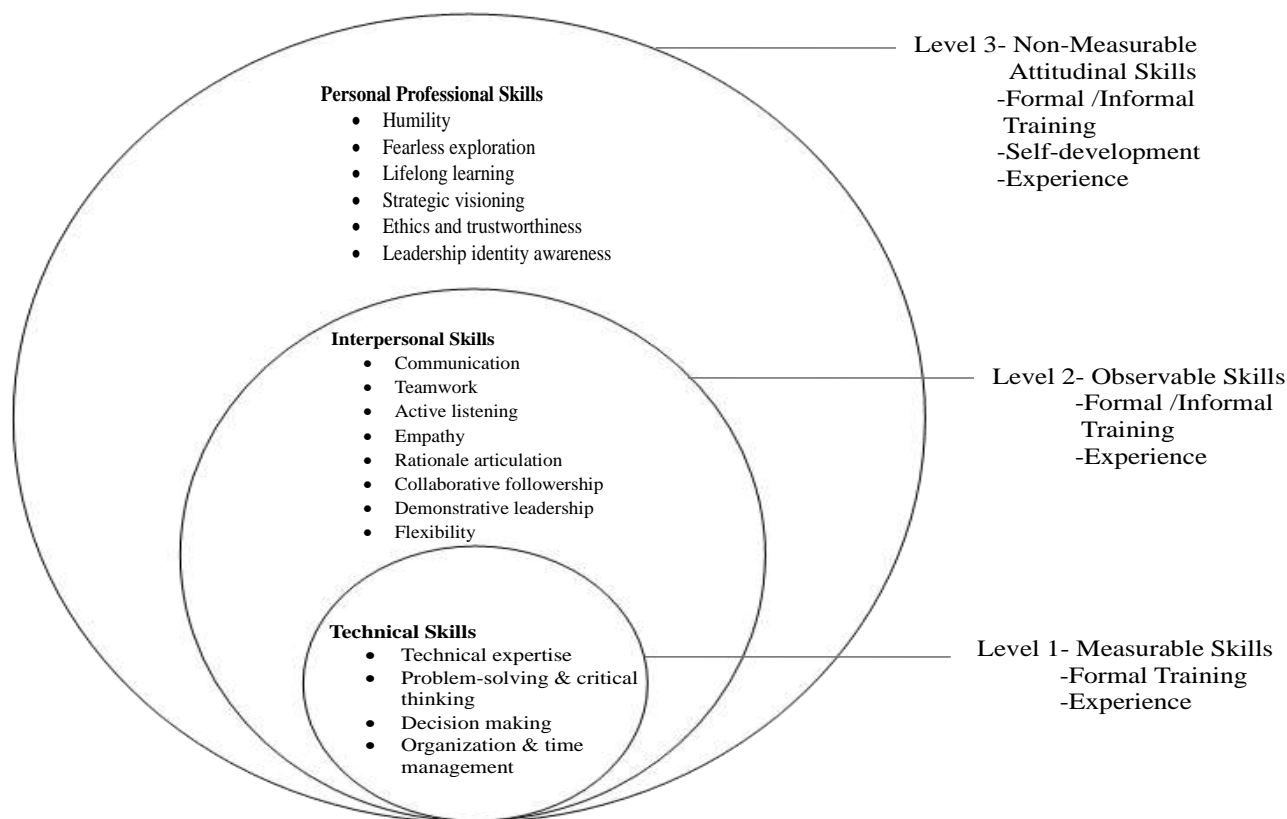 Level 3- Non-Measurable
Attitudinal Skills
-Formal /Informal
Training
-Self-development
-Experience
Personal Professional Skills
• Humility
• Fearless exploration
• Lifelong learning
• Strategic visioning
• Ethics and trustworthiness
• Leadership identity awareness
Interpersonal Skills
• Communication
• Teamwork
• Active listening
• Empathy
• Rationale articulation
• Collaborative followership
• Demonstrative leadership
• Flexibility
Level 2- Observable Skills
-Formal /Informal
Training
-Experience
Technical Skills
• Technical expertise
• Problem-solving & critical
thinking
• Decision making
• Organization & time
management
Level 1- Measurable Skills
-Formal Training
-Experience